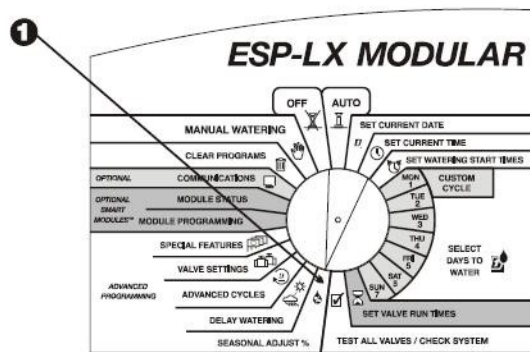 1
ESP-LX MODULAR
OFF
AUTO
MANUAL WATERING
SET CURRENT DATE
SET CURRENT TIME
CLEAR PROGRAMS
SET WATERING START TIMES
OPTIONAL
COMMUNICATIONS
MON
1
CUSTOM
CYCLE
OPTIONAL
SMART
MODULES™
MODULE STATUS
TUE
2
MODULE PROGRAMMING
WED
3
SPECIAL FEATURES
THU
4
SELECT
DAYS TO
WATER
VALVE SETTINGS
FRI
5
ADVANCED
PROGRAMMING
ADVANCED CYCLES
SAT
6
SUN
7
DELAY WATERING
SET VALVE RUN TIMES
SEASONAL ADJUST %
TEST ALL VALVES / CHECK SYSTEM